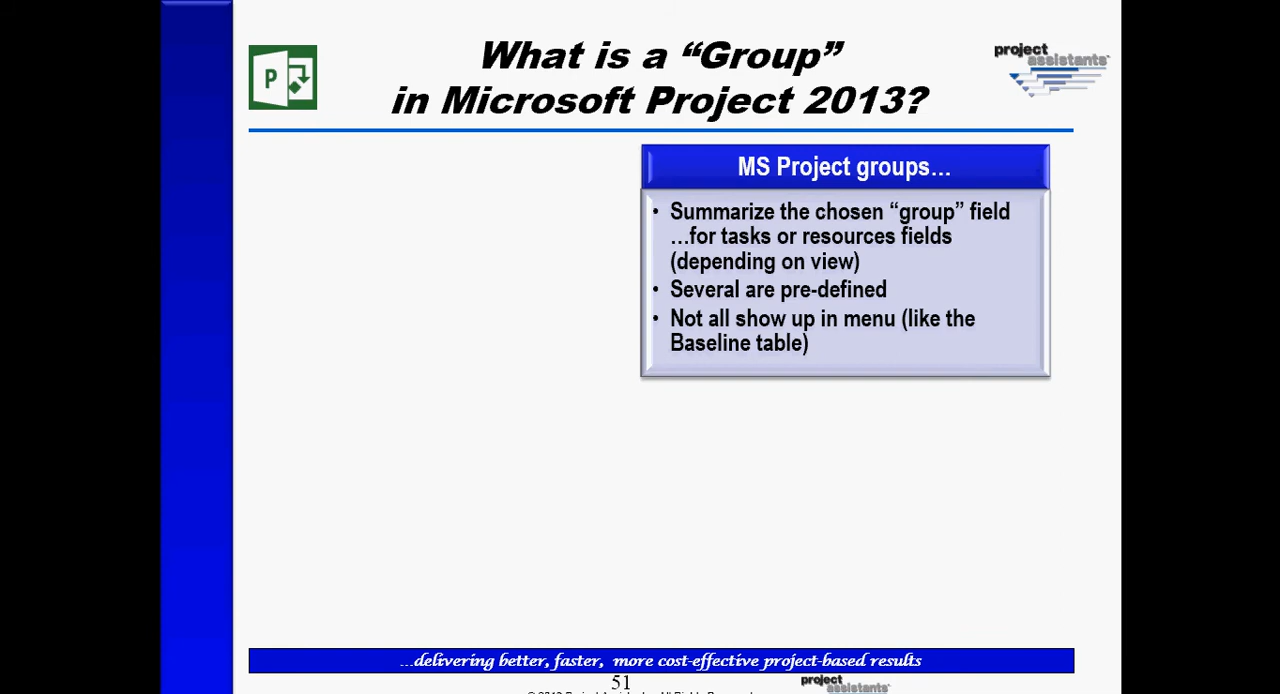 What is a “Group”
in Microsoft Project 2013?
P
project
assistants™
MS Project groups…
• Summarize the chosen “group” field
…for tasks or resources fields
(depending on view)
• Several are pre-defined
• Not all show up in menu (like the
Baseline table)
…delivering better, faster, more cost-effective project-based results
51
project
assistants